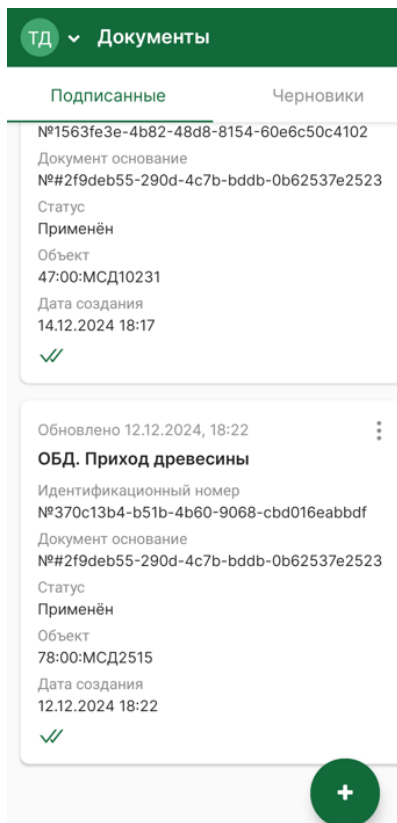 ТД Документы
Подписанные Черновики
№1563fe3e-4b82-48d8-8154-60e6c50c4102
Документ основание
№#2f9deb55-290d-4c7b-bddb-0b62537e2523
Статус
Применён
Объект
47:00:МСД10231
Дата создания
14.12.2024 18:17
Обновлено 12.12.2024, 18:22
ОБД. Приход древесины
Идентификационный номер
№370c13b4-b51b-4b60-9068-cbd016eabbdf
Документ основание
№#2f9deb55-290d-4c7b-bddb-0b62537e2523
Статус
Применён
Объект
78:00:МСД2515
Дата создания
12.12.2024 18:22